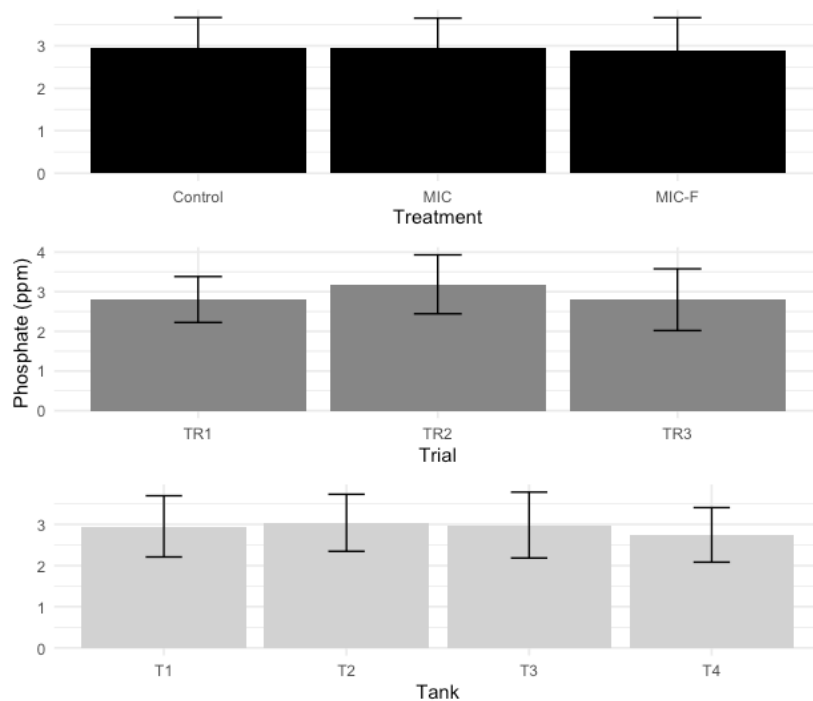 3
2
1
0
Control MIC MIC-F
Treatment
Phosphate (ppm)
4
3
2
1
0
TR1 TR2 TR3
Trial
3
2
1
0
T1 T2 T3 T4
Tank